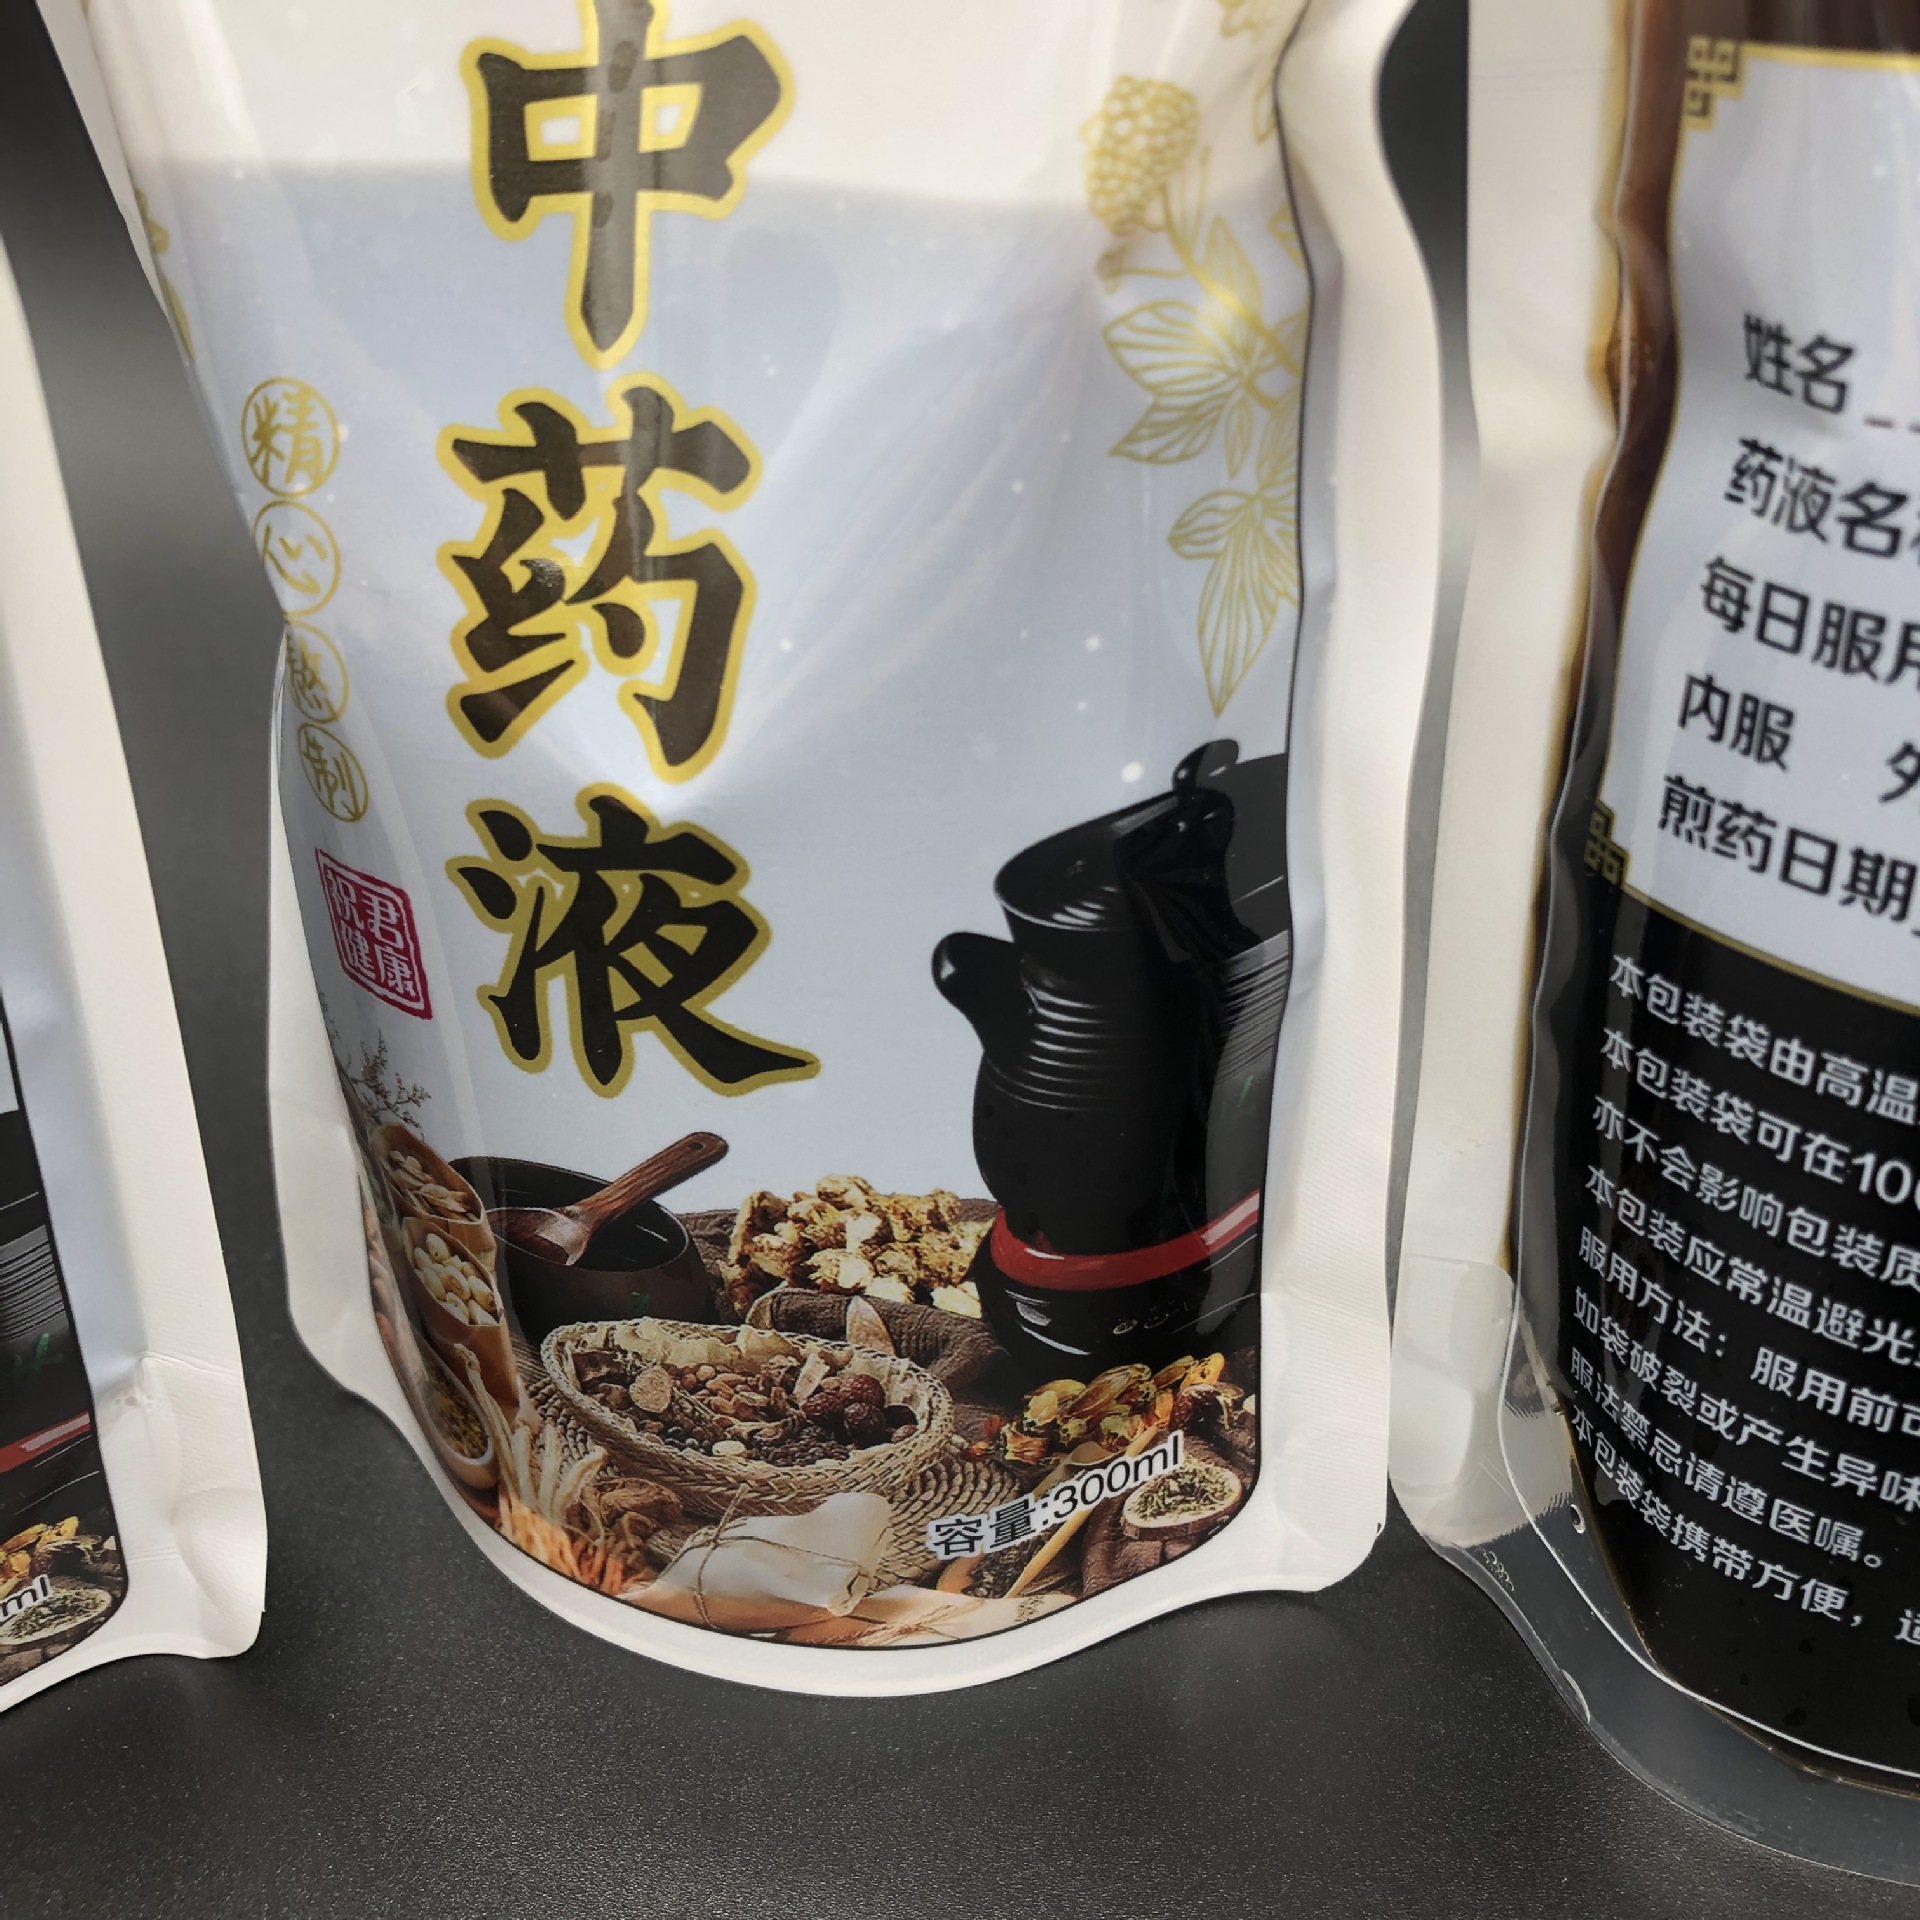 中药液
精心熬制
祝君健康
容量:300ml
ml
姓名
药液名
每日服用
内服 外
煎药日期
本包装袋由高温
本包装袋可在100
亦不会影响包装质
本包装应常温避光
服用方法：服用前
如袋破裂或产生异味
服法禁忌请遵医嘱。
本包装袋携带方便，适